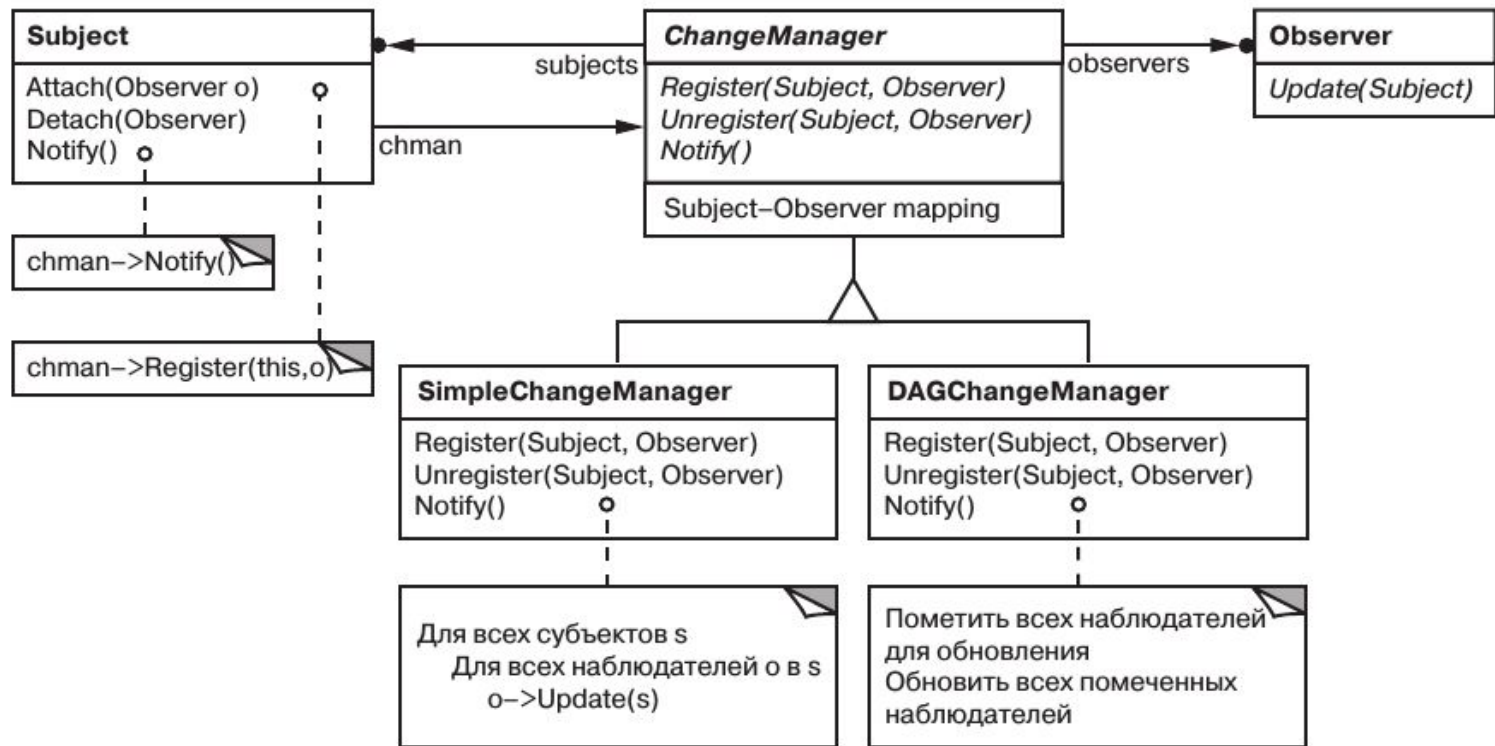 Subject
Attach(Observer o)
Detach(Observer)
Notify()
chman–>Notify()
chman–>Register(this,o)
subjects
chman
ChangeManager
Register(Subject, Observer)
Unregister(Subject, Observer)
Notify()
Subject–Observer mapping
observers
Observer
Update(Subject)
SimpleChangeManager
Register(Subject, Observer)
Unregister(Subject, Observer)
Notify()
Для всех субъектов s
Для всех наблюдателей o в s
o–>Update(s)
DAGChangeManager
Register(Subject, Observer)
Unregister(Subject, Observer)
Notify()
Пометить всех наблюдателей
для обновления
Обновить всех помеченных
наблюдателей